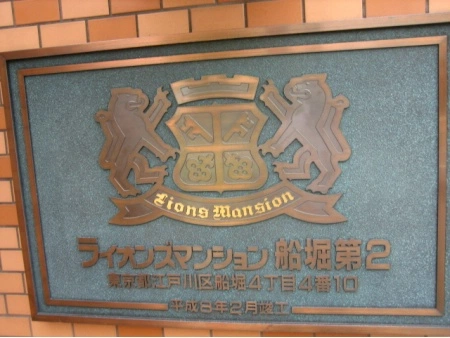 Lions Mansion
ライオンズマンション 船堀第2
東京都江戸川区船堀4丁目4番10
平成3年2月竣工